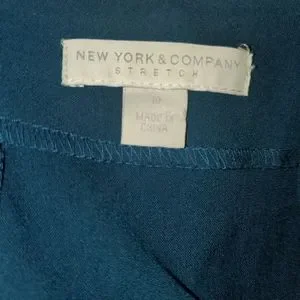 NEW YORK & COMPANY
STRETCH
10
MADE IN
CHINA